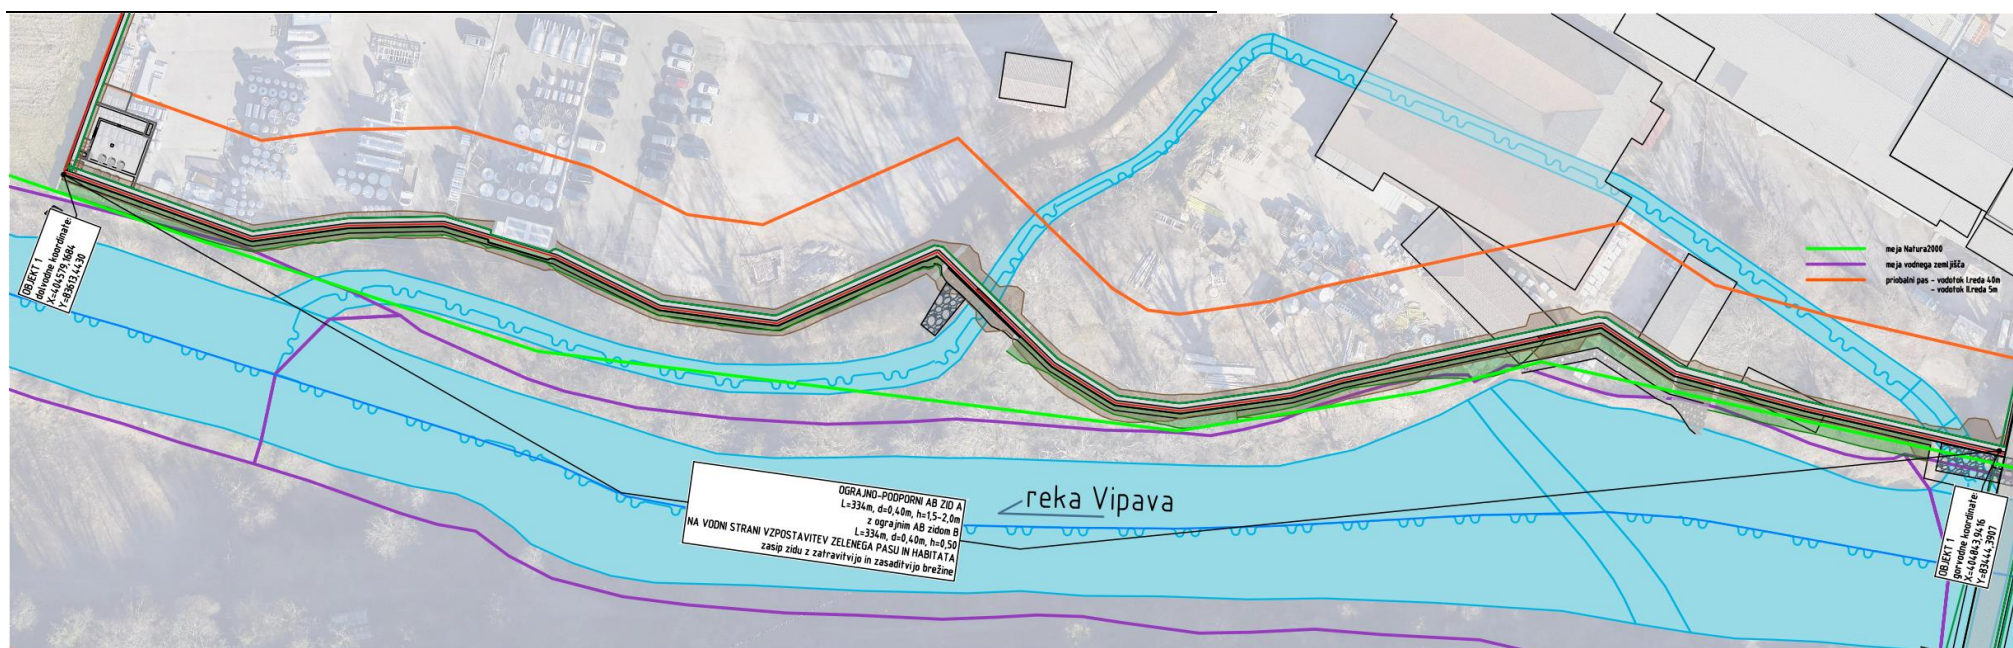 OBJEKT 1
dolvodne koordinate:
X=404579,1684
Y=83613,4430
OGRAJNO-PODPORNI AB ZID A
L=334m, d=0,40m, h=1,5-2,0m
z ograjnim AB zidom B
L=334m, d=0,40m, h=0,50
NA VODNI STRANI VZPOSTAVITEV ZELENEGA PASU IN HABITATA
zasip zidu z zatravitvijo in zasaditvijo brežine
reka Vipava
meja Natura2000
meja vodnega zemljišča
priobalni pas - vodotok I.reda 40m
- vodotok II.reda 5m
OBJEKT 1
gorvodne koordinate:
X=404843,9416
Y=83444,3907